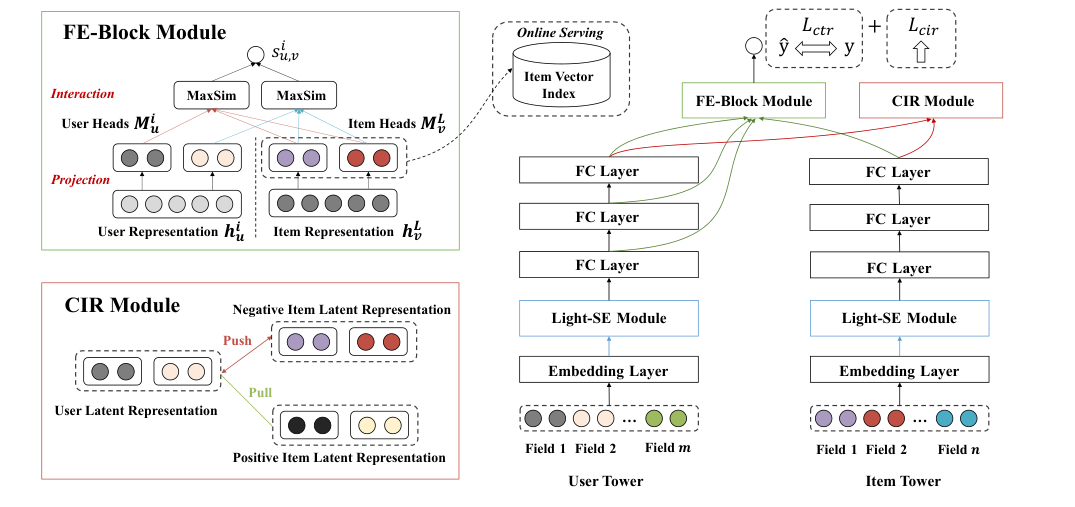 FE-Block Module
$s_{u,v}^{i}$
Interaction
MaxSim
MaxSim
User Heads $M_u^i$
Item Heads $M_v^L$
Projection
User Representation $h_u^i$
Item Representation $h_v^L$
CIR Module
Negative Item Latent Representation
Push
Pull
User Latent Representation
Positive Item Latent Representation
Online Serving
Item Vector
Index
$L_{ctr}$
ŷ ⟺ y
+
$L_{cir}$
FE-Block Module
CIR Module
FC Layer
FC Layer
FC Layer
Light-SE Module
Embedding Layer
...
Field 1 Field 2 Field m
User Tower
FC Layer
FC Layer
FC Layer
Light-SE Module
Embedding Layer
...
Field 1 Field 2 Field n
Item Tower